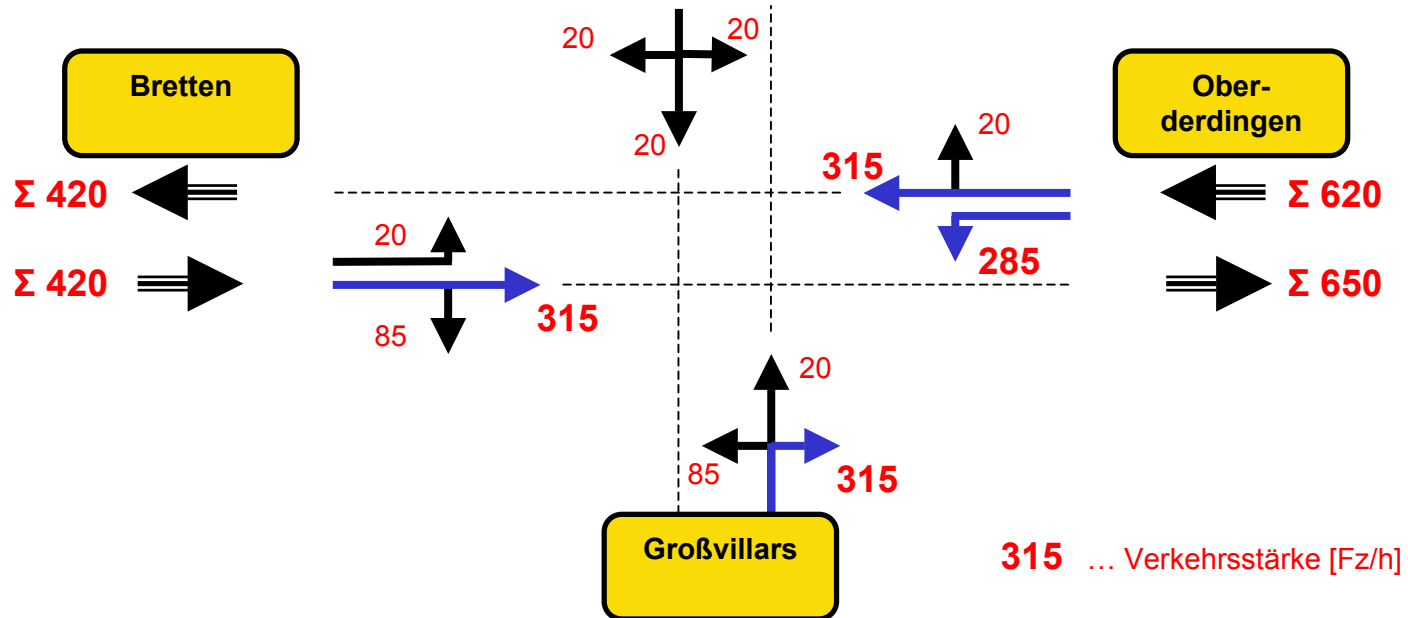 20
20
Bretten
Ober-
derdingen
20
20
315
Σ 420
Σ 620
20
285
Σ 420
Σ 650
315
85
20
85
315
Großvillars
315 … Verkehrsstärke [Fz/h]